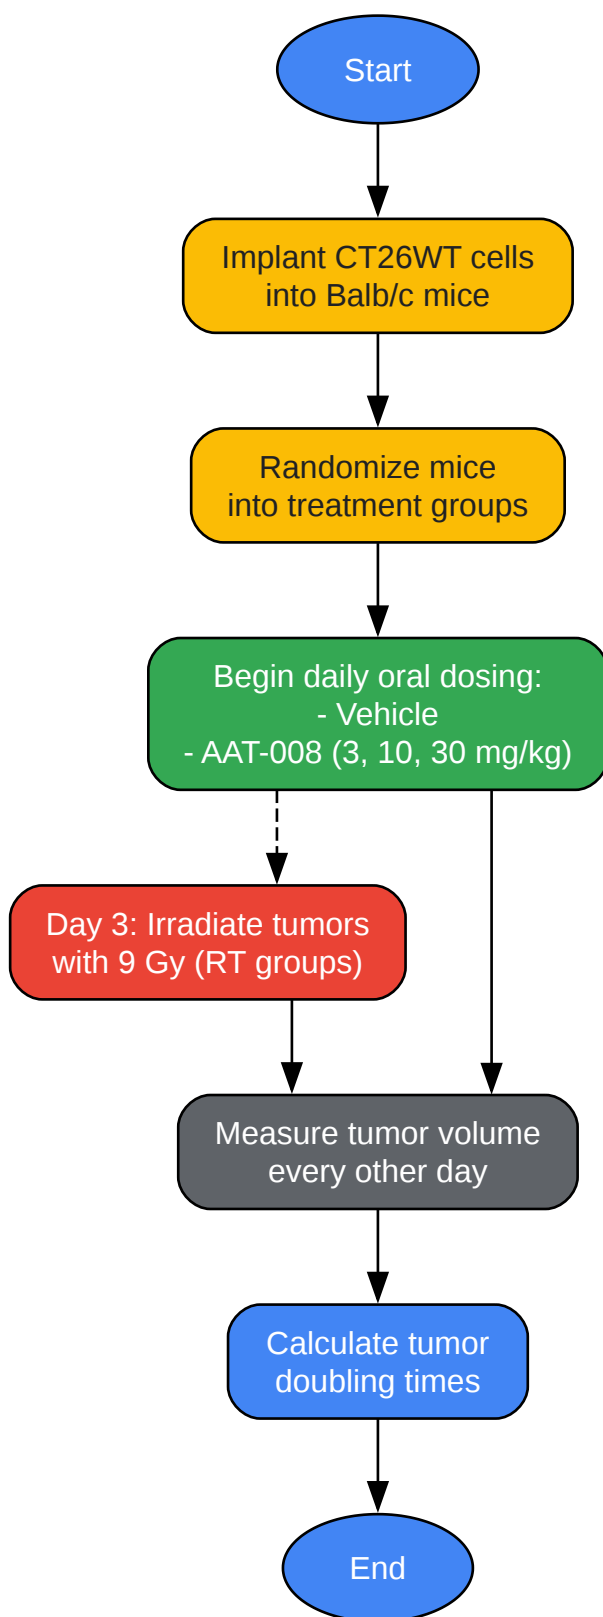 Start
Implant CT26WT cells
into Balb/c mice
Randomize mice
into treatment groups
Begin daily oral dosing:
- Vehicle
- AAT-008 (3, 10, 30 mg/kg)
Day 3: Irradiate tumors
with 9 Gy (RT groups)
Measure tumor volume
every other day
Calculate tumor
doubling times
End